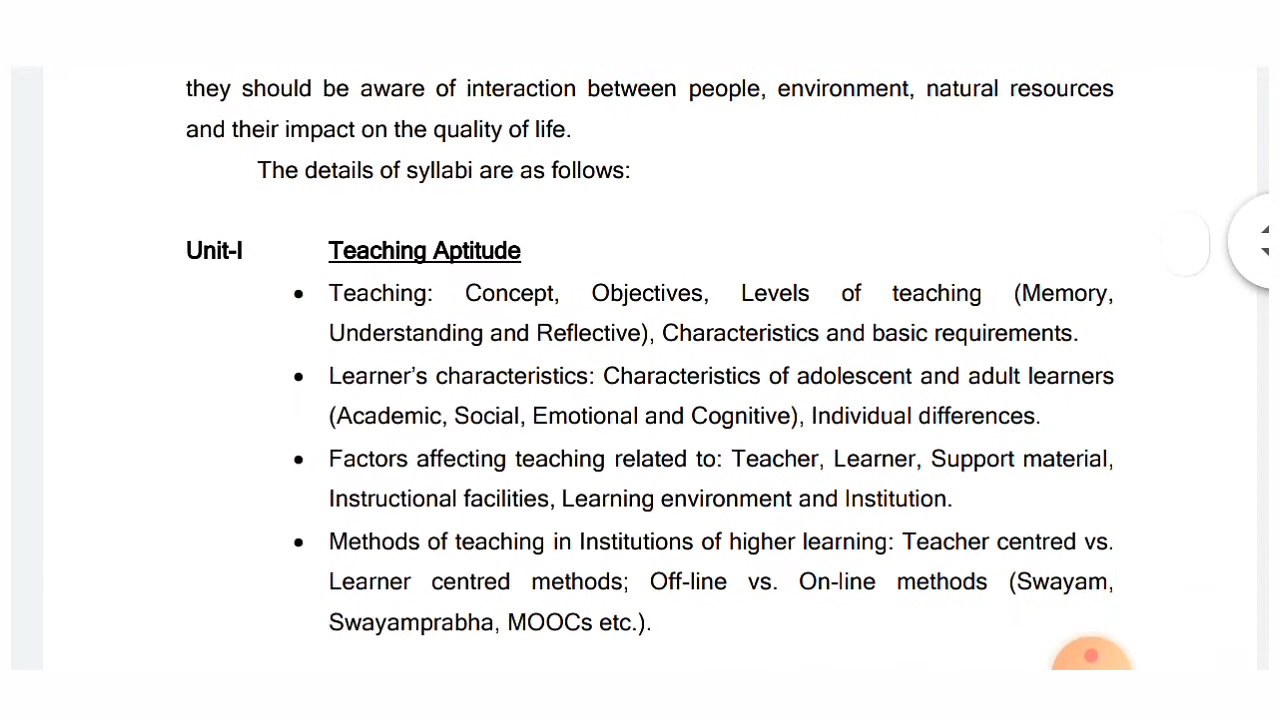 they should be aware of interaction between people, environment, natural resources
and their impact on the quality of life.
The details of syllabi are as follows:
Unit-I Teaching Aptitude
• Teaching: Concept, Objectives, Levels of teaching (Memory,
Understanding and Reflective), Characteristics and basic requirements.
• Learner’s characteristics: Characteristics of adolescent and adult learners
(Academic, Social, Emotional and Cognitive), Individual differences.
• Factors affecting teaching related to: Teacher, Learner, Support material,
Instructional facilities, Learning environment and Institution.
• Methods of teaching in Institutions of higher learning: Teacher centred vs.
Learner centred methods; Off-line vs. On-line methods (Swayam,
Swayamprabha, MOOCs etc.).